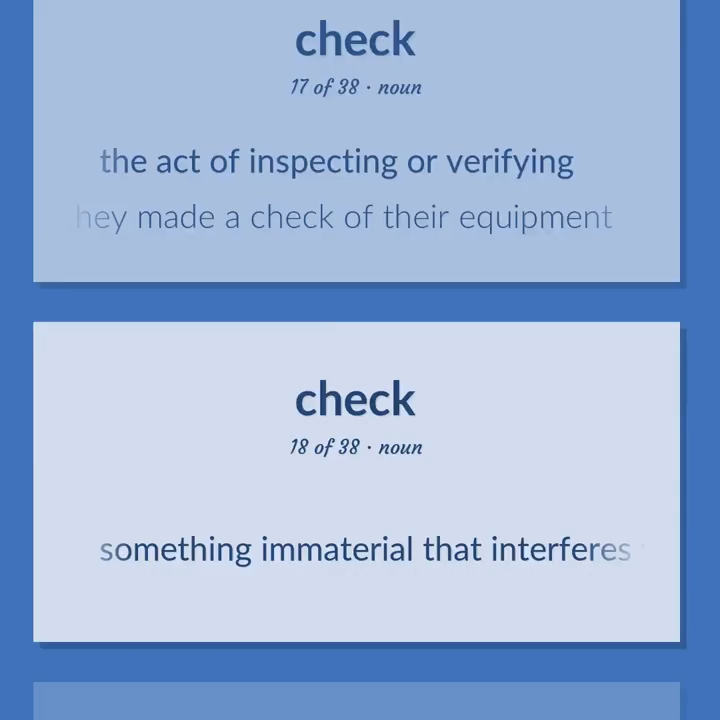 check
17 of 38 · noun
the act of inspecting or verifying
hey made a check of their equipment
check
18 of 38 · noun
something immaterial that interferes